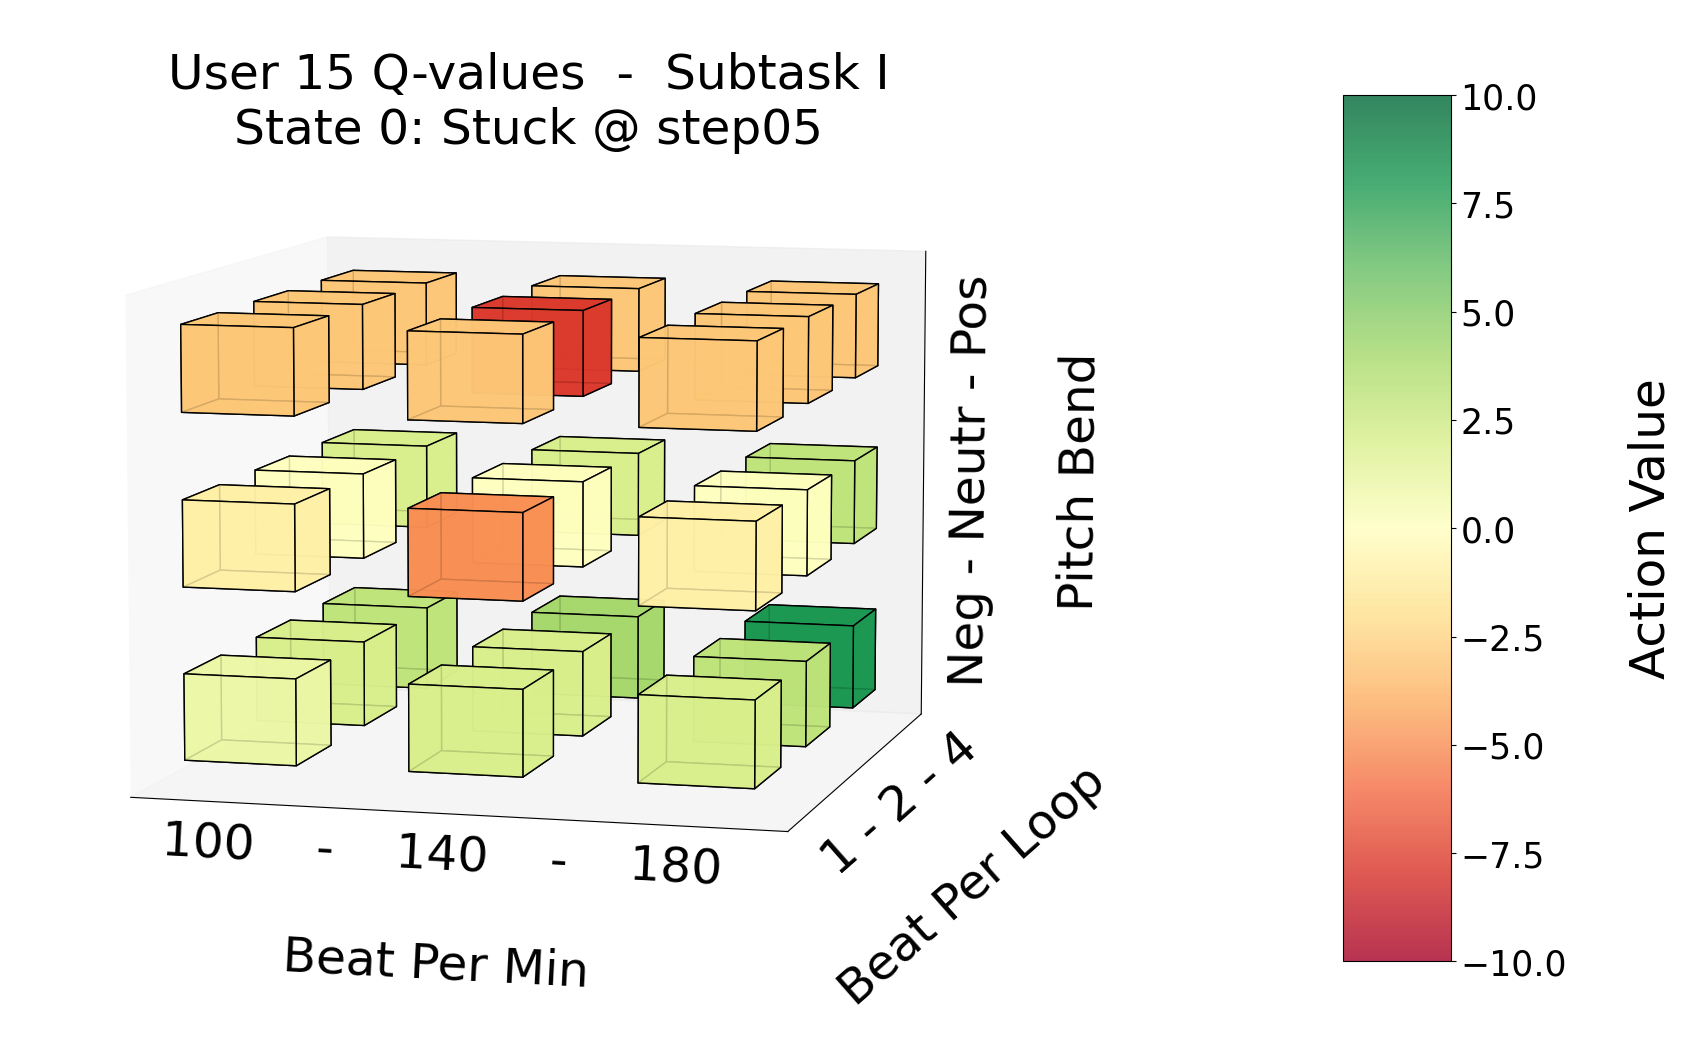 User 15 Q-values  -  Subtask I
State 0: Stuck @ step05
100 - 140 - 180
Beat Per Min
1 - 2 - 4
Beat Per Loop
Neg - Neutr - Pos
Pitch Bend
10.0
7.5
5.0
2.5
0.0
−2.5
−5.0
−7.5
−10.0
Action Value